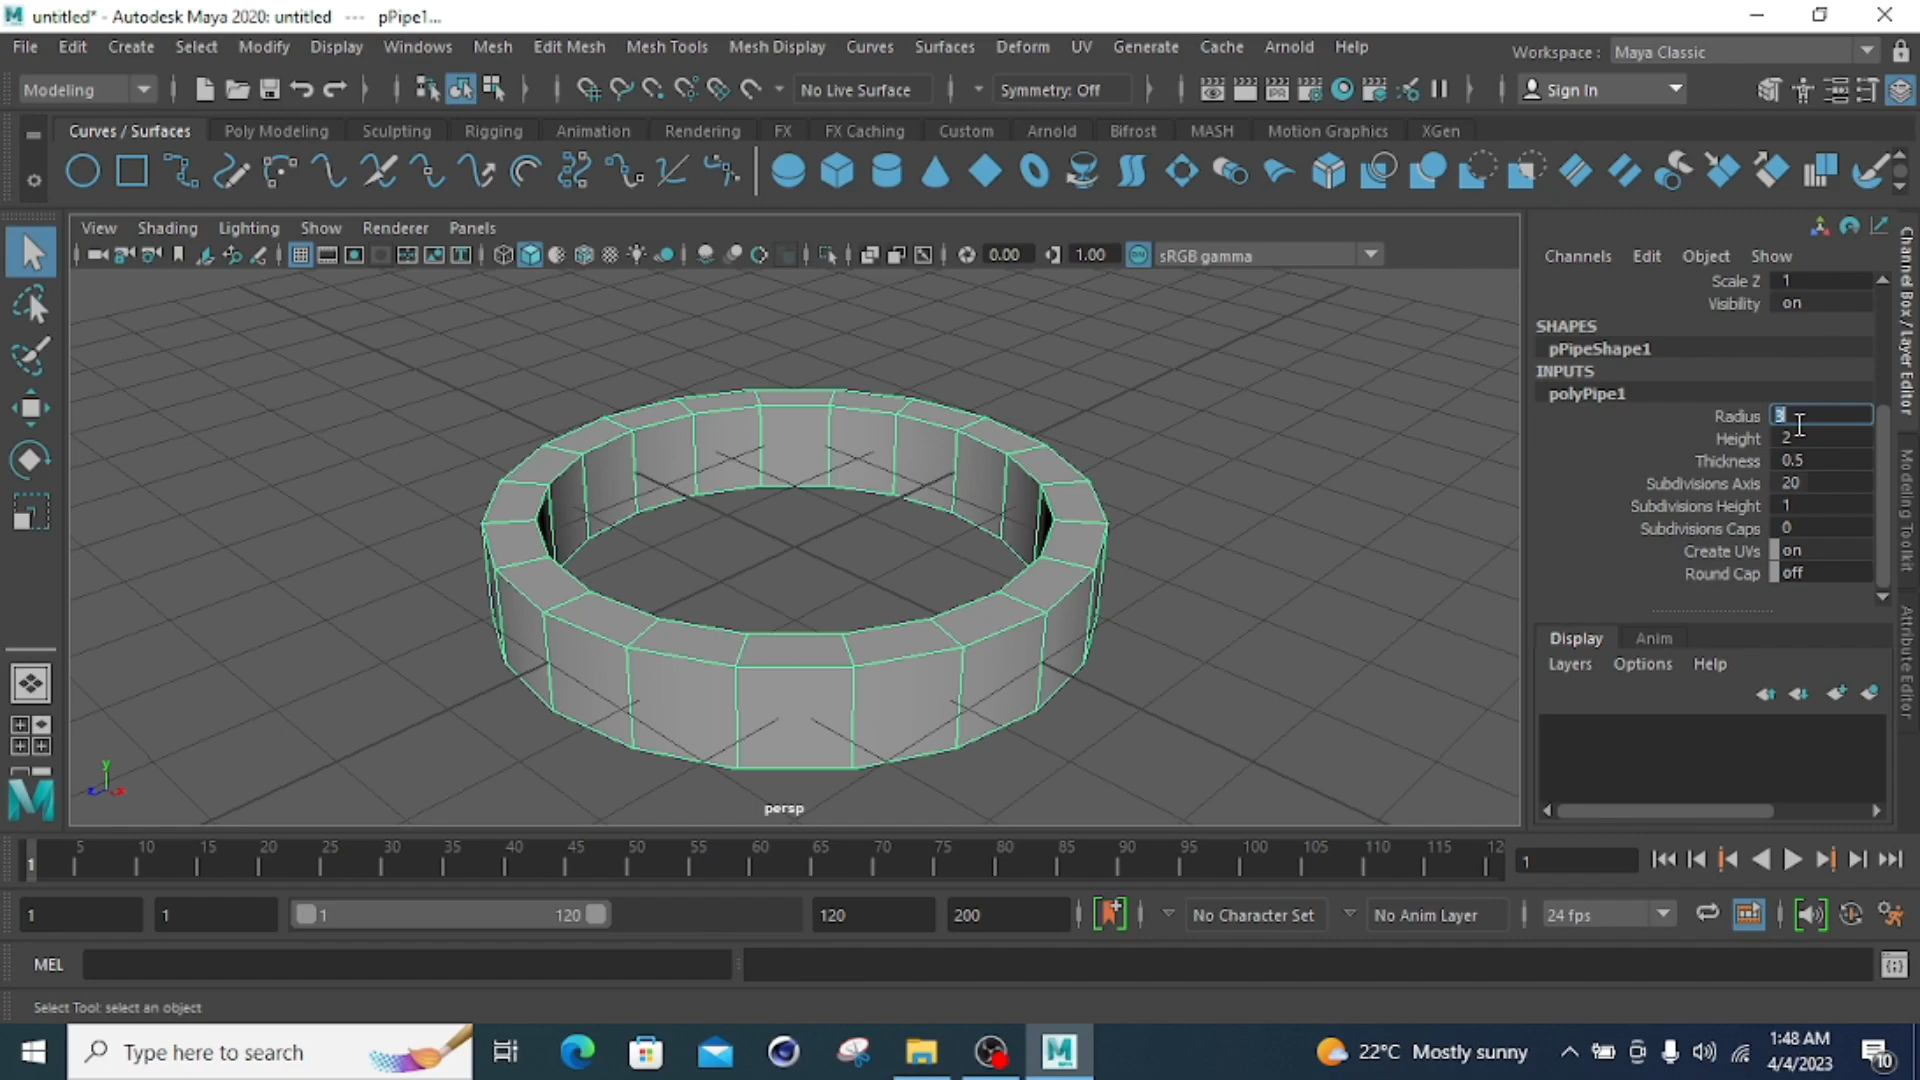 untitled* - Autodesk Maya 2020: untitled --- pPipe1...
File Edit Create Select Modify Display Windows Mesh Edit Mesh Mesh Tools Mesh Display Curves Surfaces Deform UV Generate Cache Arnold Help
Workspace : Maya Classic
Modeling
No Live Surface
Symmetry: Off
IPR
Sign In
Curves / Surfaces Poly Modeling Sculpting Rigging Animation Rendering FX FX Caching Custom Arnold Bifrost MASH Motion Graphics XGen
View Shading Lighting Show Renderer Panels
0.00
1.00
sRGB gamma
Channels Edit Object Show
Scale Z 1
Visibility on
SHAPES
pPipeShape1
INPUTS
polyPipe1
Radius 3
Height 2
Thickness 0.5
Subdivisions Axis 20
Subdivisions Height 1
Subdivisions Caps 0
Create UVs on
Round Cap off
Channel Box / Layer Editor
Modeling Toolkit
Attribute Editor
Display Anim
Layers Options Help
y
z
x
persp
1 5 10 15 20 25 30 35 40 45 50 55 60 65 70 75 80 85 90 95 100 105 110 115 12
1
1
1
1
120
120
200
No Character Set
No Anim Layer
24 fps
MEL
Select Tool: select an object
Type here to search
22°C Mostly sunny
1:48 AM
4/4/2023
10